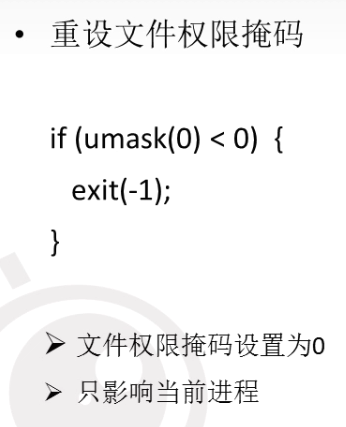 • 重设文件权限掩码
if (umask(0) < 0) {
exit(-1);
}
➢ 文件权限掩码设置为0
➢ 只影响当前进程